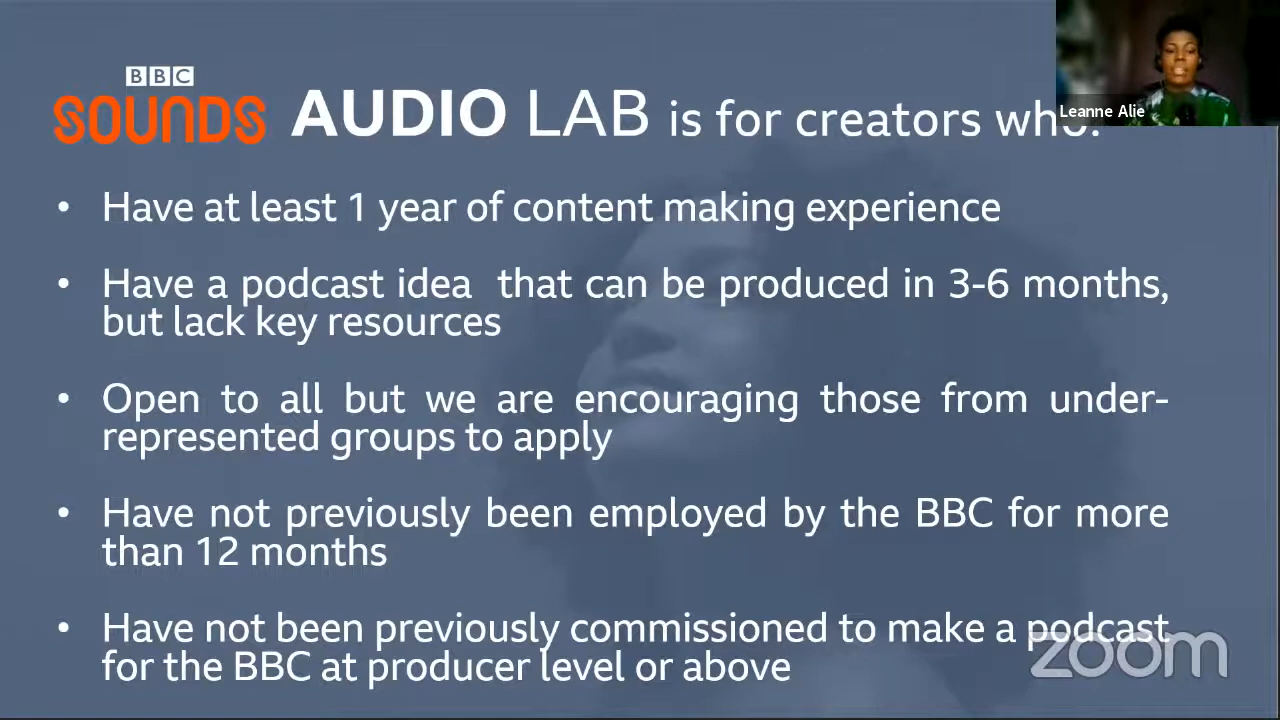 BBC
SOUNDS AUDIO LAB is for creators who:
Leanne Alie
• Have at least 1 year of content making experience
• Have a podcast idea  that can be produced in 3-6 months,
but lack key resources
• Open to all but we are encouraging those from under-
represented groups to apply
• Have not previously been employed by the BBC for more
than 12 months
• Have not been previously commissioned to make a podcast
for the BBC at producer level or above
zoom